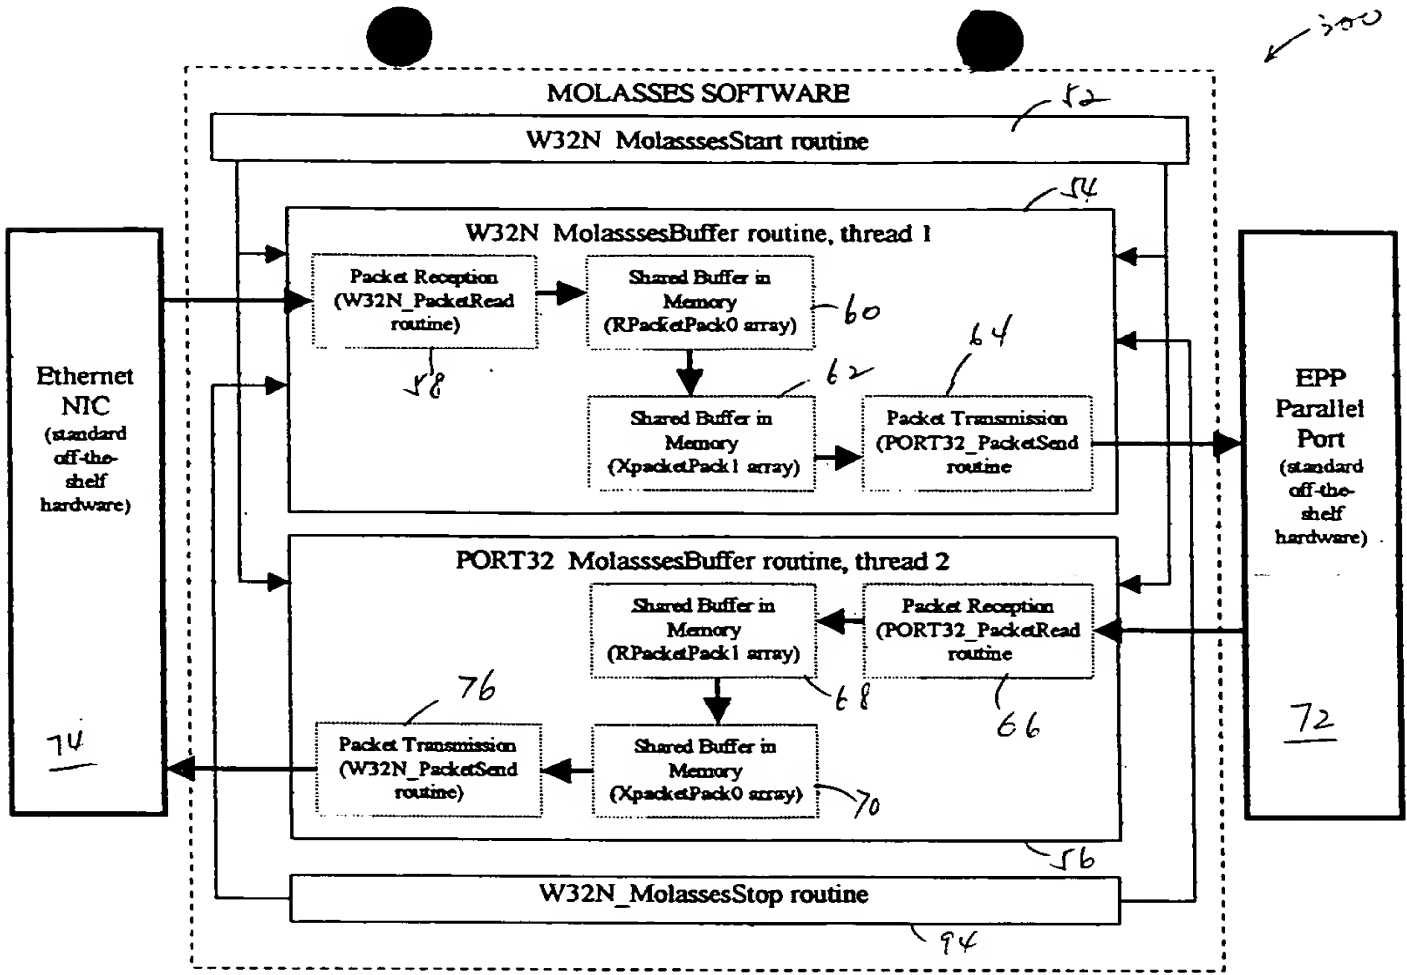 300
MOLASSES SOFTWARE
52
W32N MolasssesStart routine
54
W32N MolasssesBuffer routine, thread 1
Packet Reception
(W32N_PacketRead
routine)
58
Shared Buffer in
Memory
(RPacketPack0 array)
60
62
Shared Buffer in
Memory
(XpacketPack1 array)
64
Packet Transmission
(PORT32_PacketSend
routine
Ethernet
NIC
(standard
off-the-
shelf
hardware)
74
EPP
Parallel
Port
(standard
off-the-
shelf
hardware)
72
PORT32 MolasssesBuffer routine, thread 2
Shared Buffer in
Memory
(RPacketPack1 array)
68
Packet Reception
(PORT32_PacketRead
routine
66
76
Packet Transmission
(W32N_PacketSend
routine)
Shared Buffer in
Memory
(XpacketPack0 array)
70
56
W32N_MolassesStop routine
94